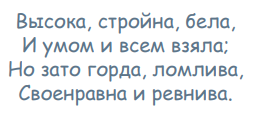 Высока, стройна, бела,
И умом и всем взяла;
Но зато горда, ломлива,
Своенравна и ревнива.